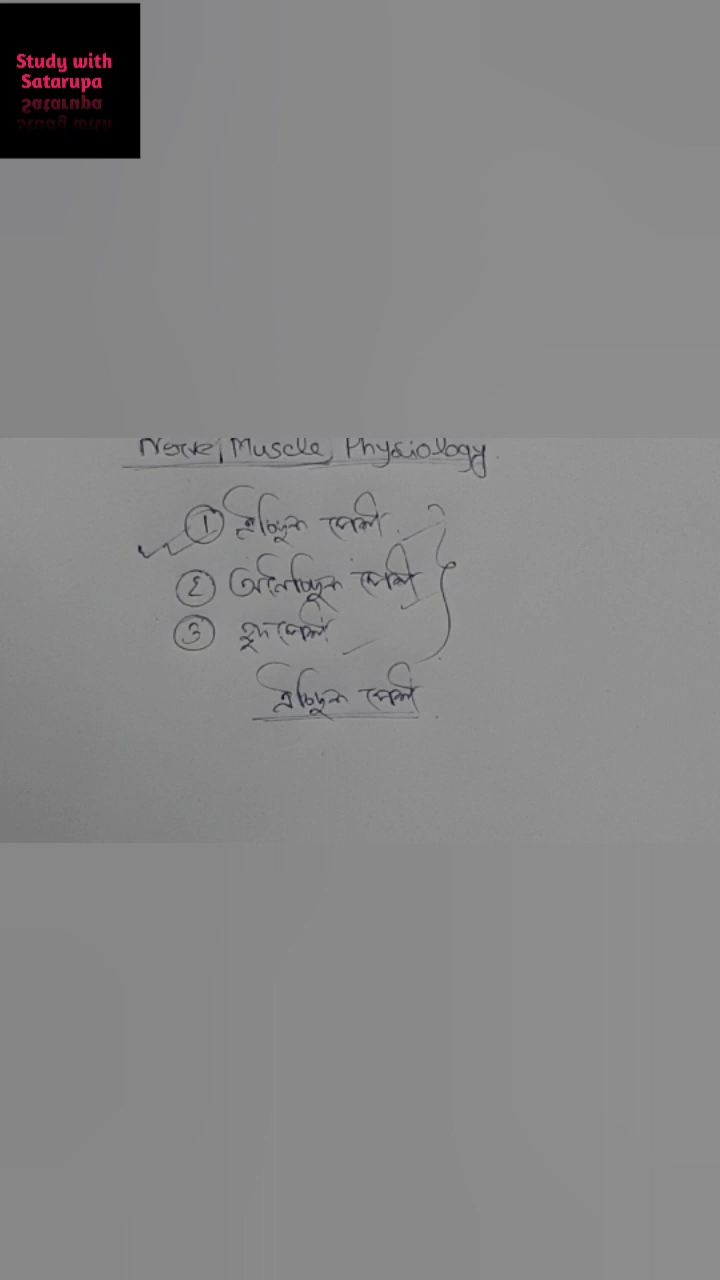 Study with
Satarupa
Nerve, Muscle, Physiology
① ঐচ্ছিক পেশী.
② অনৈচ্ছিক পেশী
③ হৃদপেশী
ঐচ্ছিক পেশী